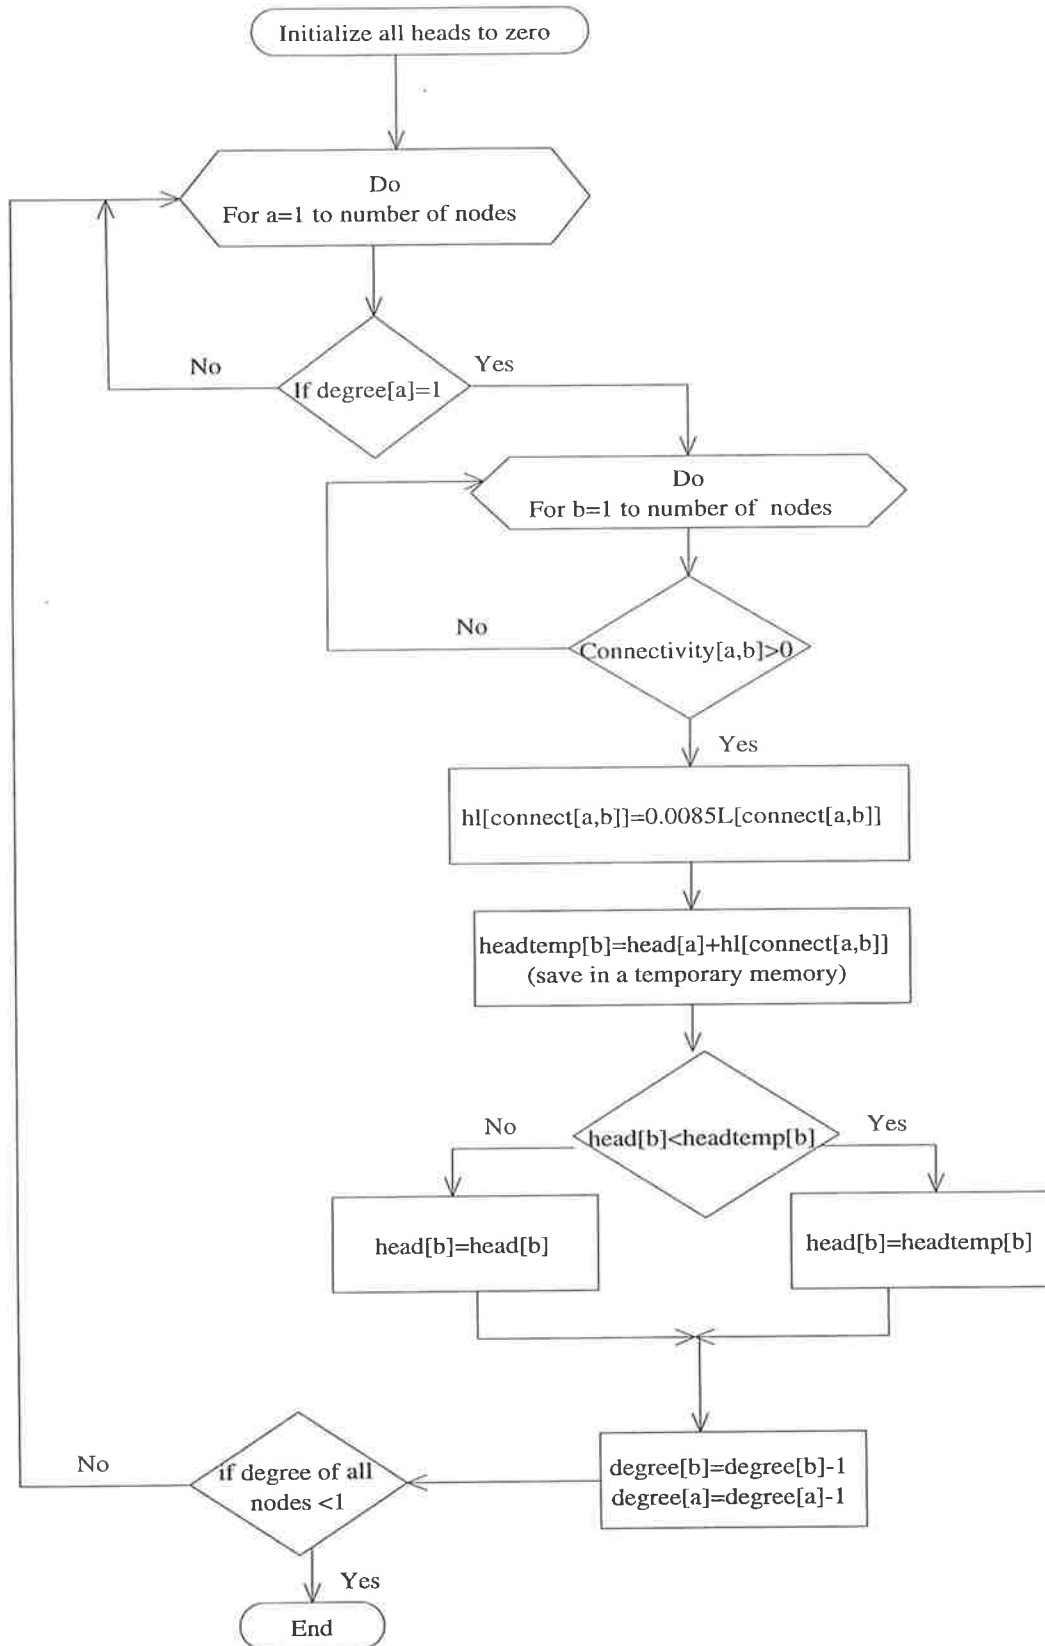 Initialize all heads to zero
Do
For a=1 to number of nodes
No
Yes
If degree[a]=1
Do
For b=1 to number of nodes
No
Connectivity[a,b]>0
Yes
hl[connect[a,b]]=0.0085L[connect[a,b]]
headtemp[b]=head[a]+hl[connect[a,b]]
(save in a temporary memory)
No
Yes
head[b]<headtemp[b]
head[b]=head[b]
head[b]=headtemp[b]
No
if degree of all
nodes <1
degree[b]=degree[b]-1
degree[a]=degree[a]-1
Yes
End